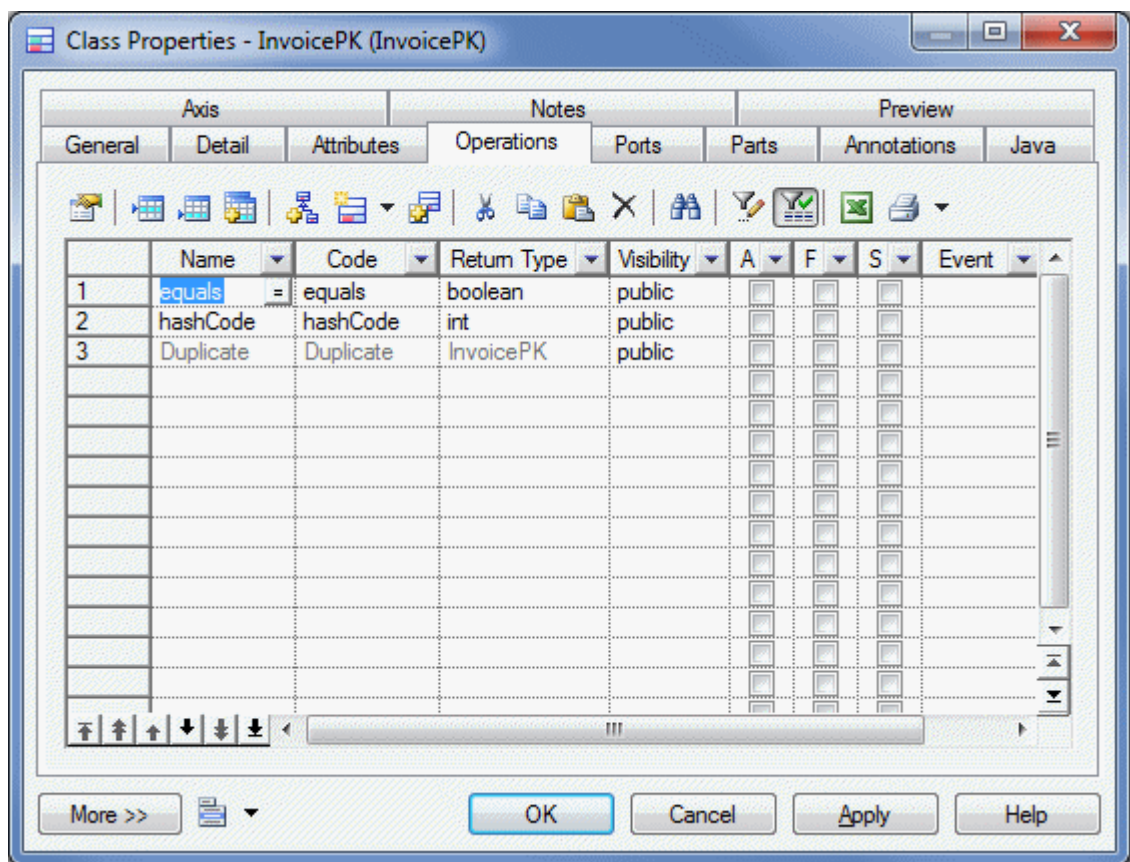 Class Properties - InvoicePK (InvoicePK)
Axis Notes Preview
General Detail Attributes Operations Ports Parts Annotations Java
Name Code Return Type Visibility A F S Event
1 equals = equals boolean public
2 hashCode hashCode int public
3 Duplicate Duplicate InvoicePK public
More >> OK Cancel Apply Help